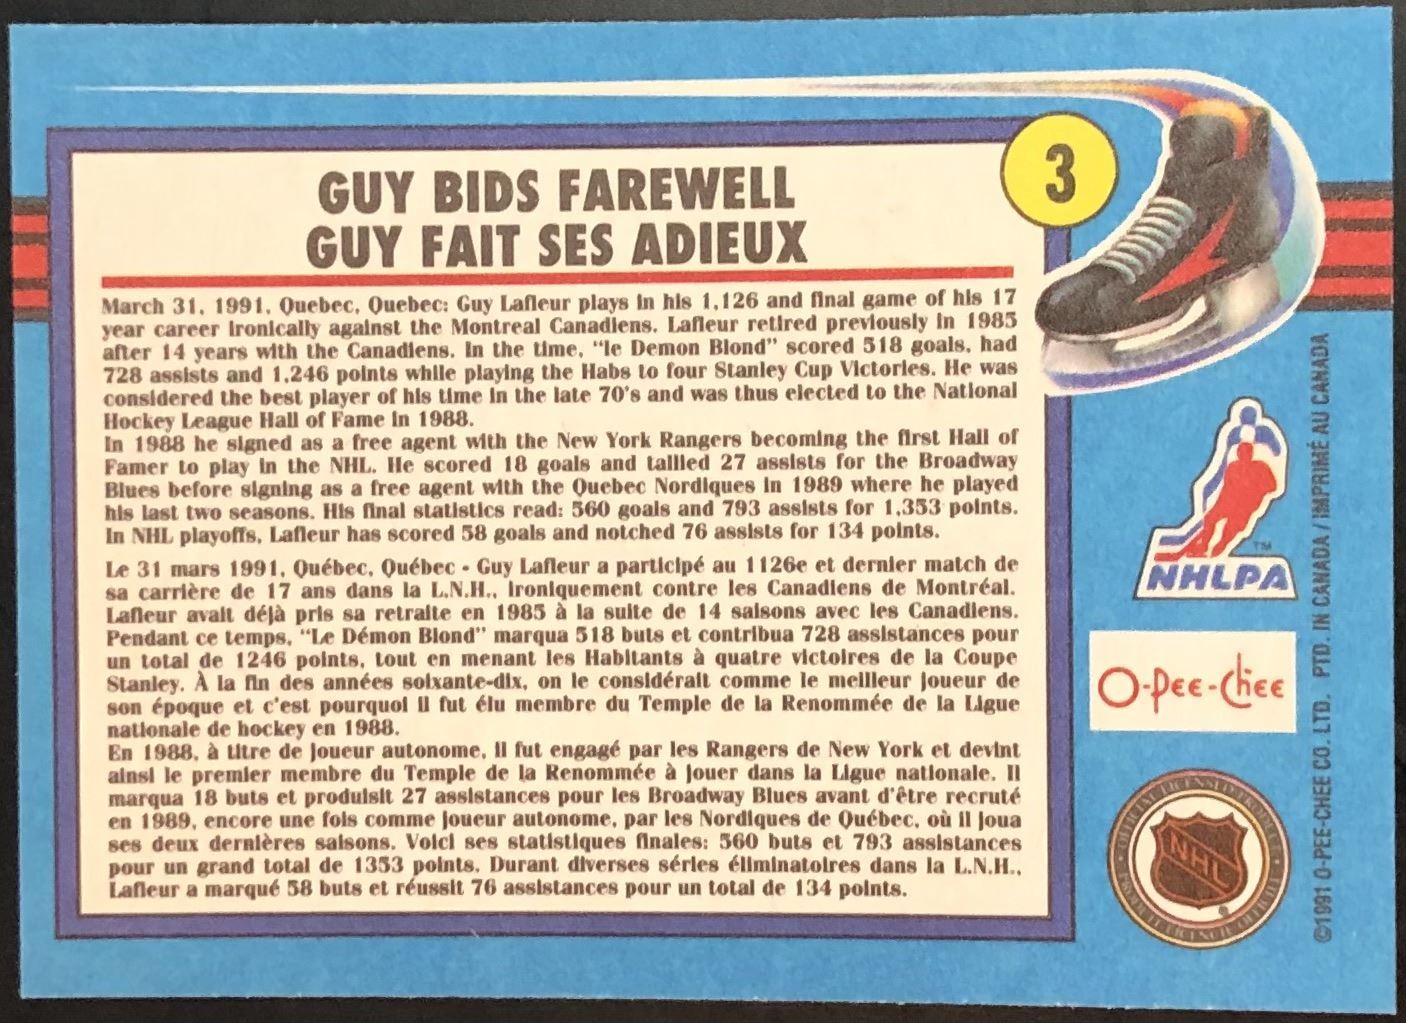 3
GUY BIDS FAREWELL
GUY FAIT SES ADIEUX
March 31, 1991, Quebec, Quebec: Guy Lafleur plays in his 1,126 and final game of his 17
year career ironically against the Montreal Canadiens. Lafleur retired previously in 1985
after 14 years with the Canadiens. In the time, "le Demon Blond" scored 518 goals, had
728 assists and 1,246 points while playing the Habs to four Stanley Cup Victories. He was
considered the best player of his time in the late 70's and was thus elected to the National
Hockey League Hall of Fame in 1988.
In 1988 he signed as a free agent with the New York Rangers becoming the first Hall of
Famer to play in the NHL. He scored 18 goals and tallied 27 assists for the Broadway
Blues before signing as a free agent with the Quebec Nordiques in 1989 where he played
his last two seasons. His final statistics read: 560 goals and 793 assists for 1,353 points.
In NHL playoffs, Lafleur has scored 58 goals and notched 76 assists for 134 points.
Le 31 mars 1991, Québec, Québec - Guy Lafleur a participé au 1126e et dernier match de
sa carrière de 17 ans dans la L.N.H., ironiquement contre les Canadiens de Montréal.
Lafleur avait déjà pris sa retraite en 1985 à la suite de 14 saisons avec les Canadiens.
Pendant ce temps, "Le Démon Blond" marqua 518 buts et contribua 728 assistances pour
un total de 1246 points, tout en menant les Habitants à quatre victoires de la Coupe
Stanley. À la fin des années soixante-dix, on le considérait comme le meilleur joueur de
son époque et c'est pourquoi il fut élu membre du Temple de la Renommée de la Ligue
nationale de hockey en 1988.
En 1988, à titre de joueur autonome, il fut engagé par les Rangers de New York et devint
ainsi le premier membre du Temple de la Renommée à jouer dans la Ligue nationale. Il
marqua 18 buts et produisit 27 assistances pour les Broadway Blues avant d'être recruté
en 1989, encore une fois comme joueur autonome, par les Nordiques de Québec, où il joua
ses deux dernières saisons. Voici ses statistiques finales: 560 buts et 793 assistances
pour un grand total de 1353 points. Durant diverses séries éliminatoires dans la L.N.H.,
Lafleur a marqué 58 buts et réussit 76 assistances pour un total de 134 points.
TM
NHLPA
O-Pee-Chee
OFFICIAL LICENSED PRODUCT
NHL
PRODUIT LICENCIÉ OFFICIEL
©1991 O-PEE-CHEE CO. LTD. PTD. IN CANADA / IMPRIMÉ AU CANADA